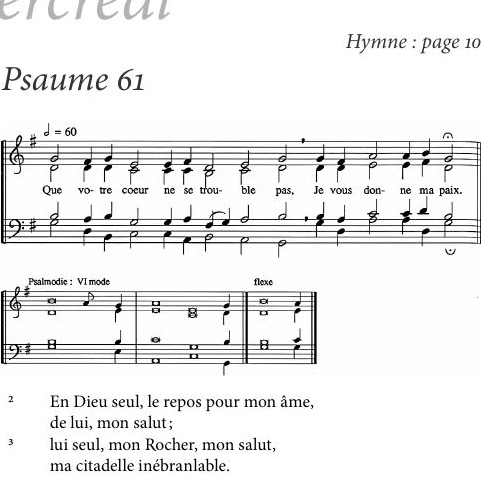 ercredi
Hymne : page 10
Psaume 61
= 60
Que vo- tre coeur ne se trou- ble pas, Je vous don- ne ma paix.
Psalmodie : VI mode flexe
2 En Dieu seul, le repos pour mon âme,
de lui, mon salut ;
3 lui seul, mon Rocher, mon salut,
ma citadelle inébranlable.